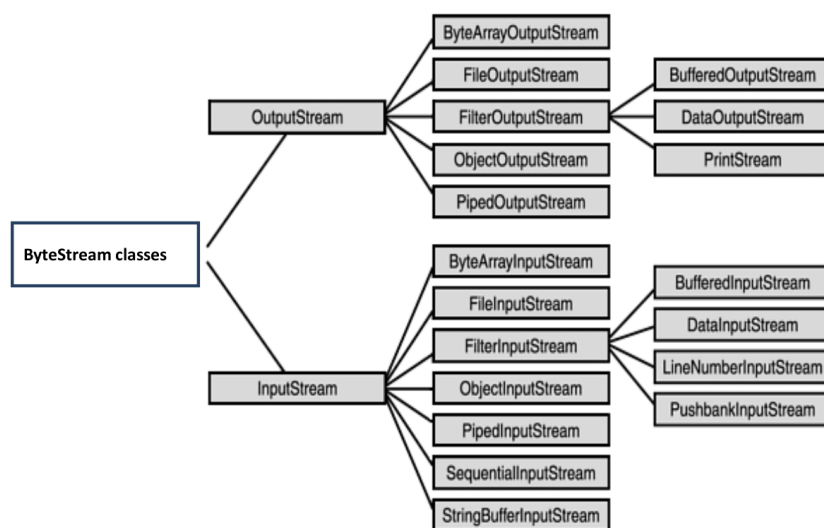 ByteStream classes
OutputStream
ByteArrayOutputStream
FileOutputStream
FilterOutputStream
ObjectOutputStream
PipedOutputStream
BufferedOutputStream
DataOutputStream
PrintStream
InputStream
ByteArrayInputStream
FileInputStream
FilterInputStream
ObjectInputStream
PipedInputStream
SequentialInputStream
StringBufferInputStream
BufferedInputStream
DataInputStream
LineNumberInputStream
PushbankInputStream